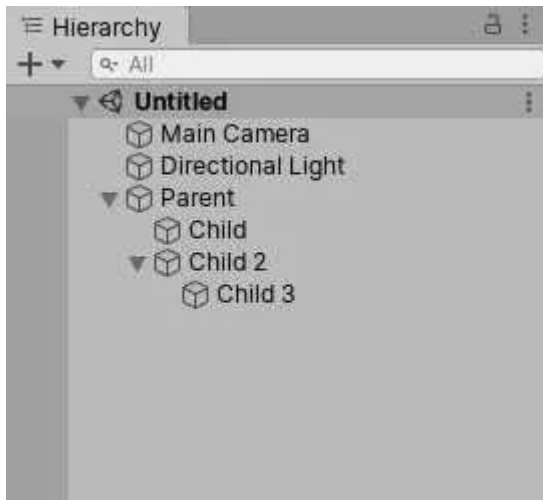 Hierarchy
All
Untitled
Main Camera
Directional Light
Parent
Child
Child 2
Child 3